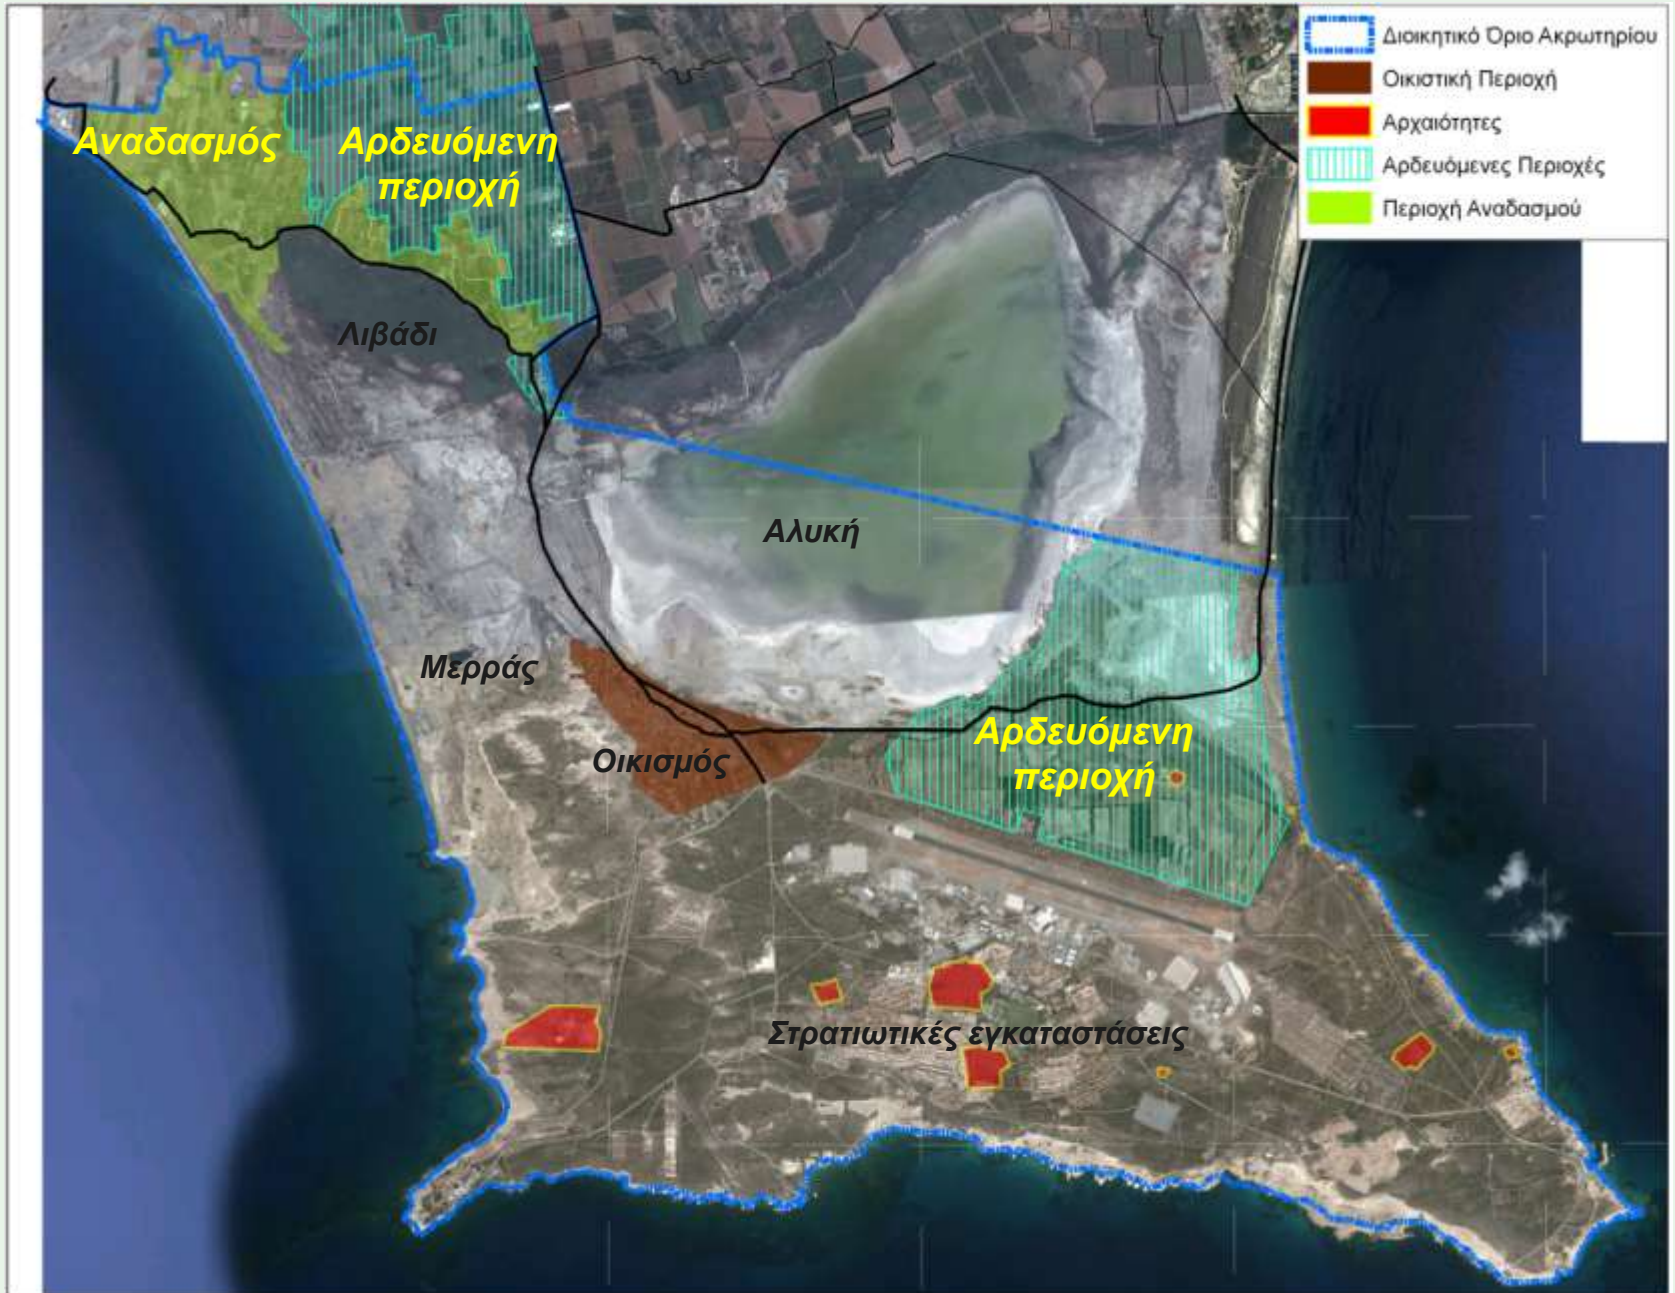 Διοικητικό Όριο Ακρωτηρίου
Οικιστική Περιοχή
Αρχαιότητες
Αρδευόμενες Περιοχές
Περιοχή Αναδασμού
Αναδασμός
Αρδευόμενη
περιοχή
Λιβάδι
Αλυκή
Μερράς
Οικισμός
Αρδευόμενη
περιοχή
Στρατιωτικές εγκαταστάσεις